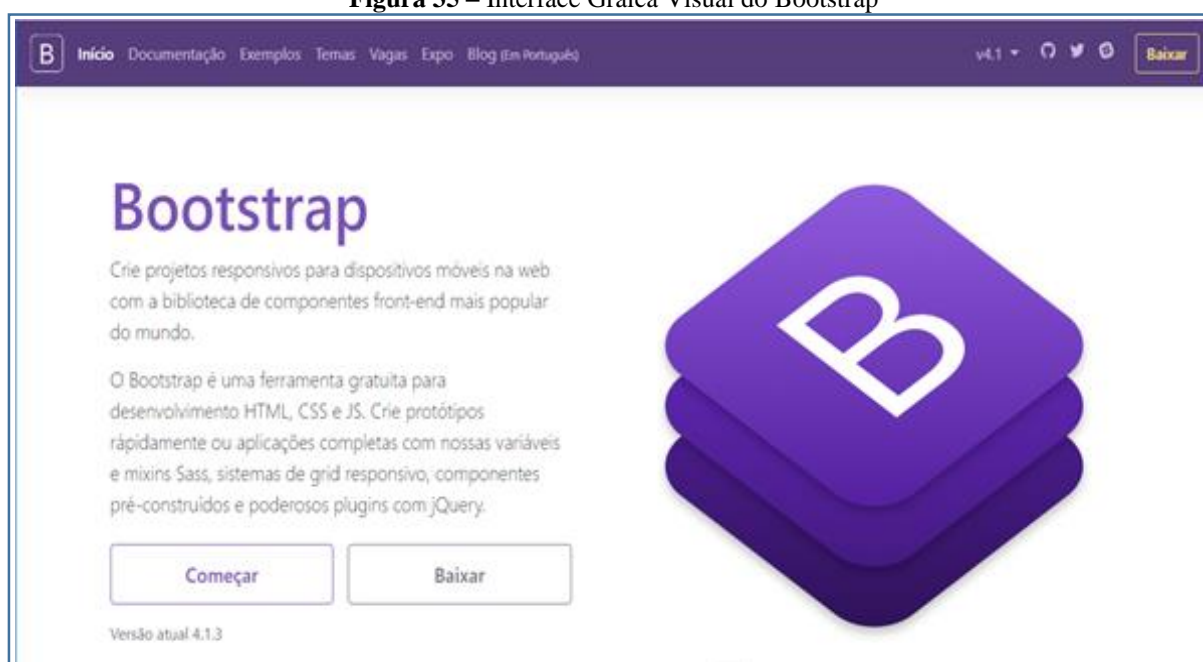 Figura 35 – Interface Gráfica Visual do Bootstrap
B Início Documentação Exemplos Temas Vagas Expo Blog (Em Português) v4.1 Baixar
Bootstrap
Crie projetos responsivos para dispositivos móveis na web
com a biblioteca de componentes front-end mais popular
do mundo.
O Bootstrap é uma ferramenta gratuita para
desenvolvimento HTML, CSS e JS. Crie protótipos
rápidamente ou aplicações completas com nossas variáveis
e mixins Sass, sistemas de grid responsivo, componentes
pré-construídos e poderosos plugins com jQuery.
Começar Baixar
Versão atual 4.1.3
B